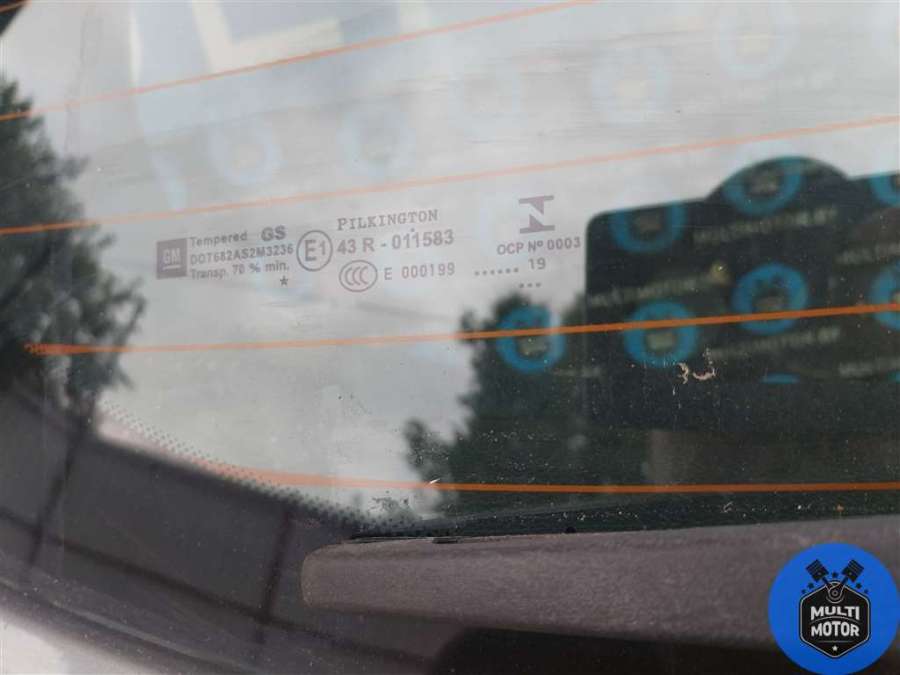 GM
Tempered GS
DOT682AS2M3236
Transp. 70 % min.
E1
PILKINGTON
43 R - 011583
CCC E 000199
OCP Nº 0003
...... 19
...
MULTI
MOTOR